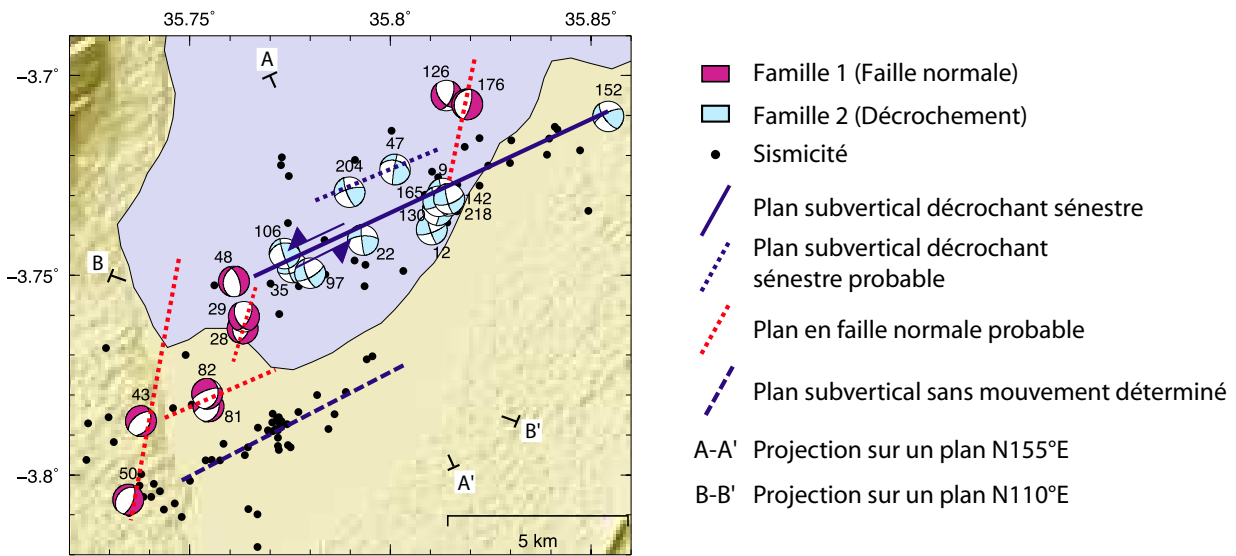 35.75°
35.8°
35.85°
−3.7°
−3.75°
−3.8°
A
126
176
152
47
204
9
165
142
130
218
12
106
22
97
35
B
48
29
28
82
81
43
50
B'
A'
5 km
Famille 1 (Faille normale)
Famille 2 (Décrochement)
Sismicité
Plan subvertical décrochant sénestre
Plan subvertical décrochant
sénestre probable
Plan en faille normale probable
Plan subvertical sans mouvement déterminé
A-A' Projection sur un plan N155°E
B-B' Projection sur un plan N110°E